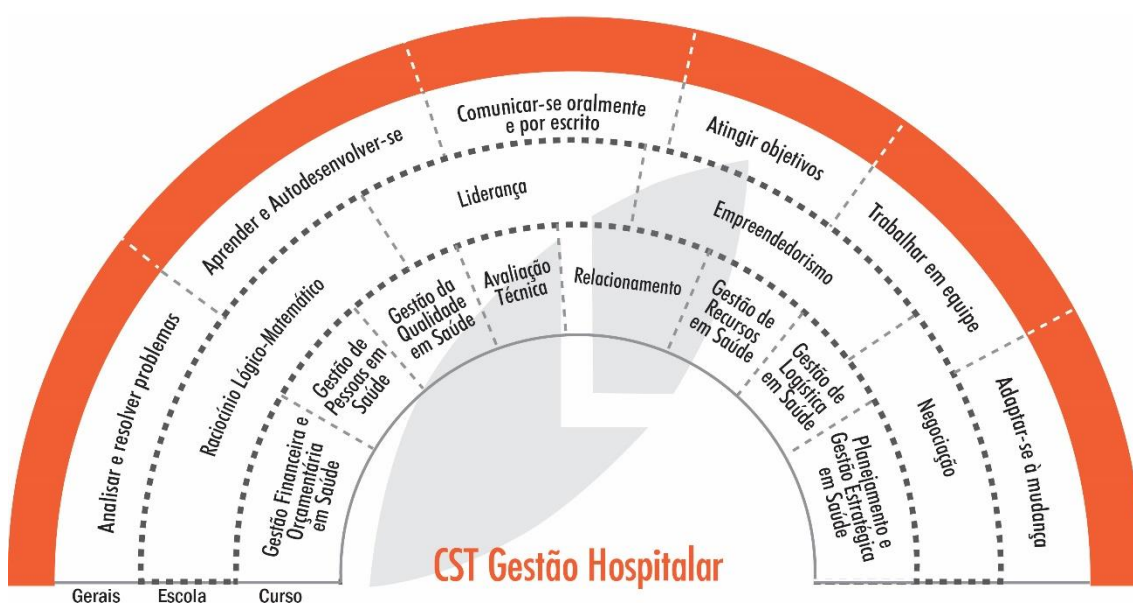 Analisar e resolver problemas
Aprender e Autodesenvolver-se
Comunicar-se oralmente
e por escrito
Atingir objetivos
Trabalhar em equipe
Adaptar-se à mudança
Raciocínio Lógico-Matemático
Liderança
Empreendedorismo
Negociação
Gestão Financeira e
Orçamentária
em Saúde
Gestão de
Pessoas em
Saúde
Gestão da
Qualidade
em Saúde
Avaliação
Técnica
Relacionamento
Gestão de
Recursos
em Saúde
Gestão de
Logística
em Saúde
Planejamento e
Gestão Estratégica
em Saúde
CST Gestão Hospitalar
Gerais
Escola
Curso